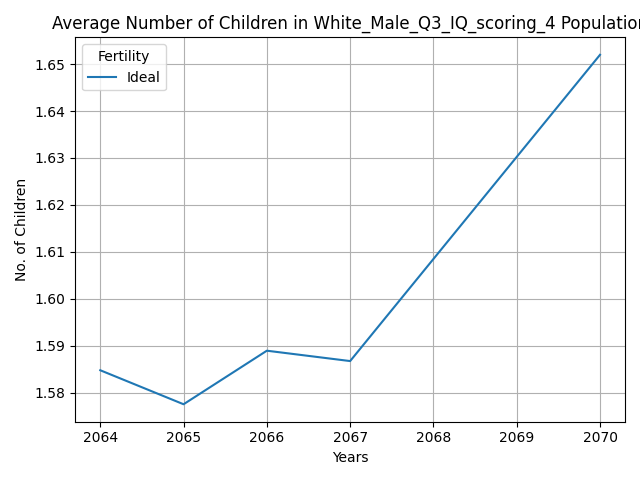 Average Number of Children in White_Male_Q3_IQ_scoring_4 Population
Fertility
Ideal
No. of Children
1.65
1.64
1.63
1.62
1.61
1.60
1.59
1.58
2064 2065 2066 2067 2068 2069 2070
Years